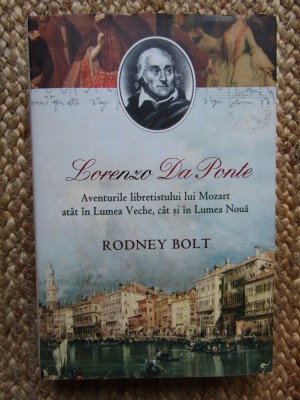 Lorenzo Da Ponte
Aventurile libretistului lui Mozart
atât în Lumea Veche, cât și în Lumea Nouă
RODNEY BOLT